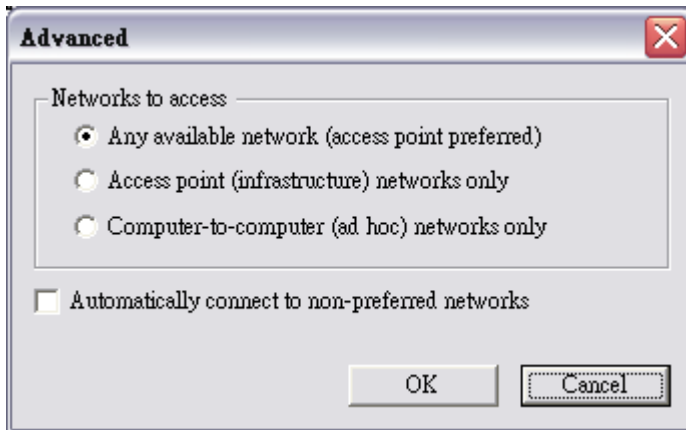 Advanced
Networks to access
Any available network (access point preferred)
Access point (infrastructure) networks only
Computer-to-computer (ad hoc) networks only
Automatically connect to non-preferred networks
OK Cancel